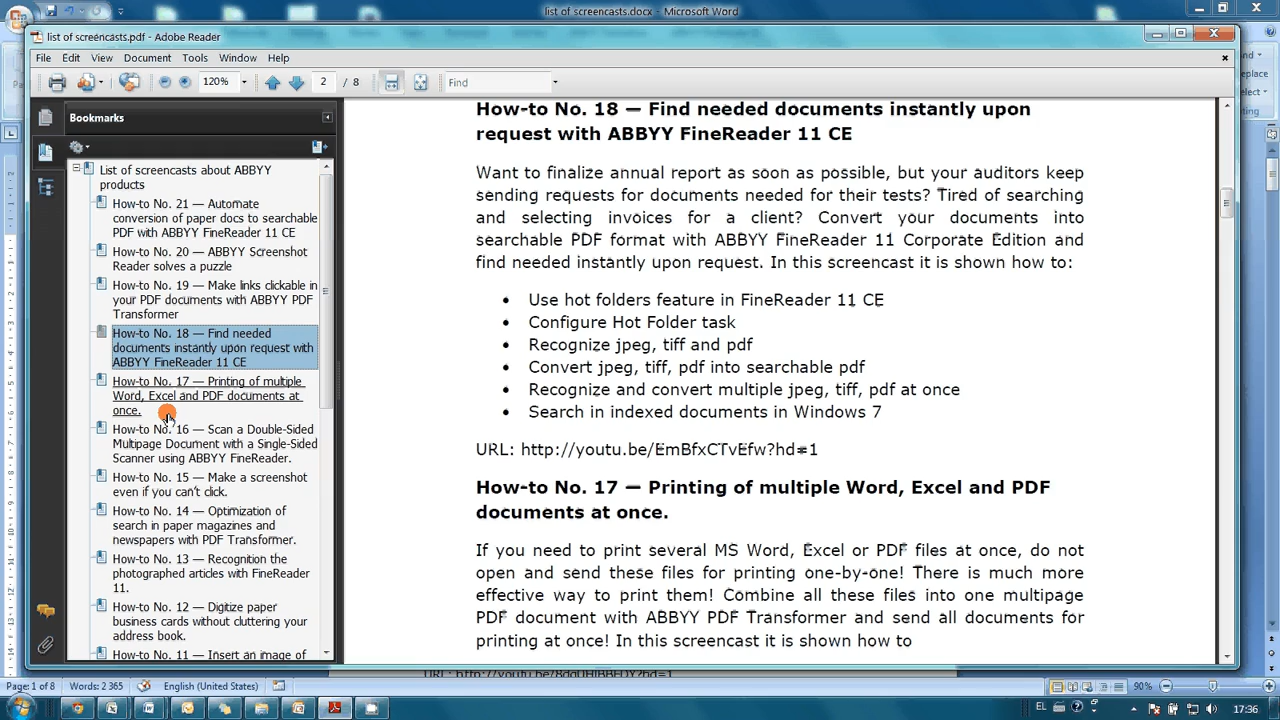 list of screencasts.docx - Microsoft Word
list of screencasts.pdf - Adobe Reader
File Edit View Document Tools Window Help
120% 2 / 8 Find
Bookmarks
List of screencasts about ABBYY
products
How-to No. 21 — Automate
conversion of paper docs to searchable
PDF with ABBYY FineReader 11 CE
How-to No. 20 — ABBYY Screenshot
Reader solves a puzzle
How-to No. 19 — Make links clickable in
your PDF documents with ABBYY PDF
Transformer
How-to No. 18 — Find needed
documents instantly upon request with
ABBYY FineReader 11 CE
How-to No. 17 — Printing of multiple
Word, Excel and PDF documents at
once.
How-to No. 16 — Scan a Double-Sided
Multipage Document with a Single-Sided
Scanner using ABBYY FineReader.
How-to No. 15 — Make a screenshot
even if you can't click.
How-to No. 14 — Optimization of
search in paper magazines and
newspapers with PDF Transformer.
How-to No. 13 — Recognition the
photographed articles with FineReader
11.
How-to No. 12 — Digitize paper
business cards without cluttering your
address book.
How-to No. 11 — Insert an image of
How-to No. 18 — Find needed documents instantly upon
request with ABBYY FineReader 11 CE
Want to finalize annual report as soon as possible, but your auditors keep
sending requests for documents needed for their tests? Tired of searching
and selecting invoices for a client? Convert your documents into
searchable PDF format with ABBYY FineReader 11 Corporate Edition and
find needed instantly upon request. In this screencast it is shown how to:
• Use hot folders feature in FineReader 11 CE
• Configure Hot Folder task
• Recognize jpeg, tiff and pdf
• Convert jpeg, tiff, pdf into searchable pdf
• Recognize and convert multiple jpeg, tiff, pdf at once
• Search in indexed documents in Windows 7
URL: http://youtu.be/EmBfxCTvEfw?hd=1
How-to No. 17 — Printing of multiple Word, Excel and PDF
documents at once.
If you need to print several MS Word, Excel or PDF files at once, do not
open and send these files for printing one-by-one! There is much more
effective way to print them! Combine all these files into one multipage
PDF document with ABBYY PDF Transformer and send all documents for
printing at once! In this screencast it is shown how to
Page: 1 of 8 Words: 2 365 English (United States) 90%
EL 17:36